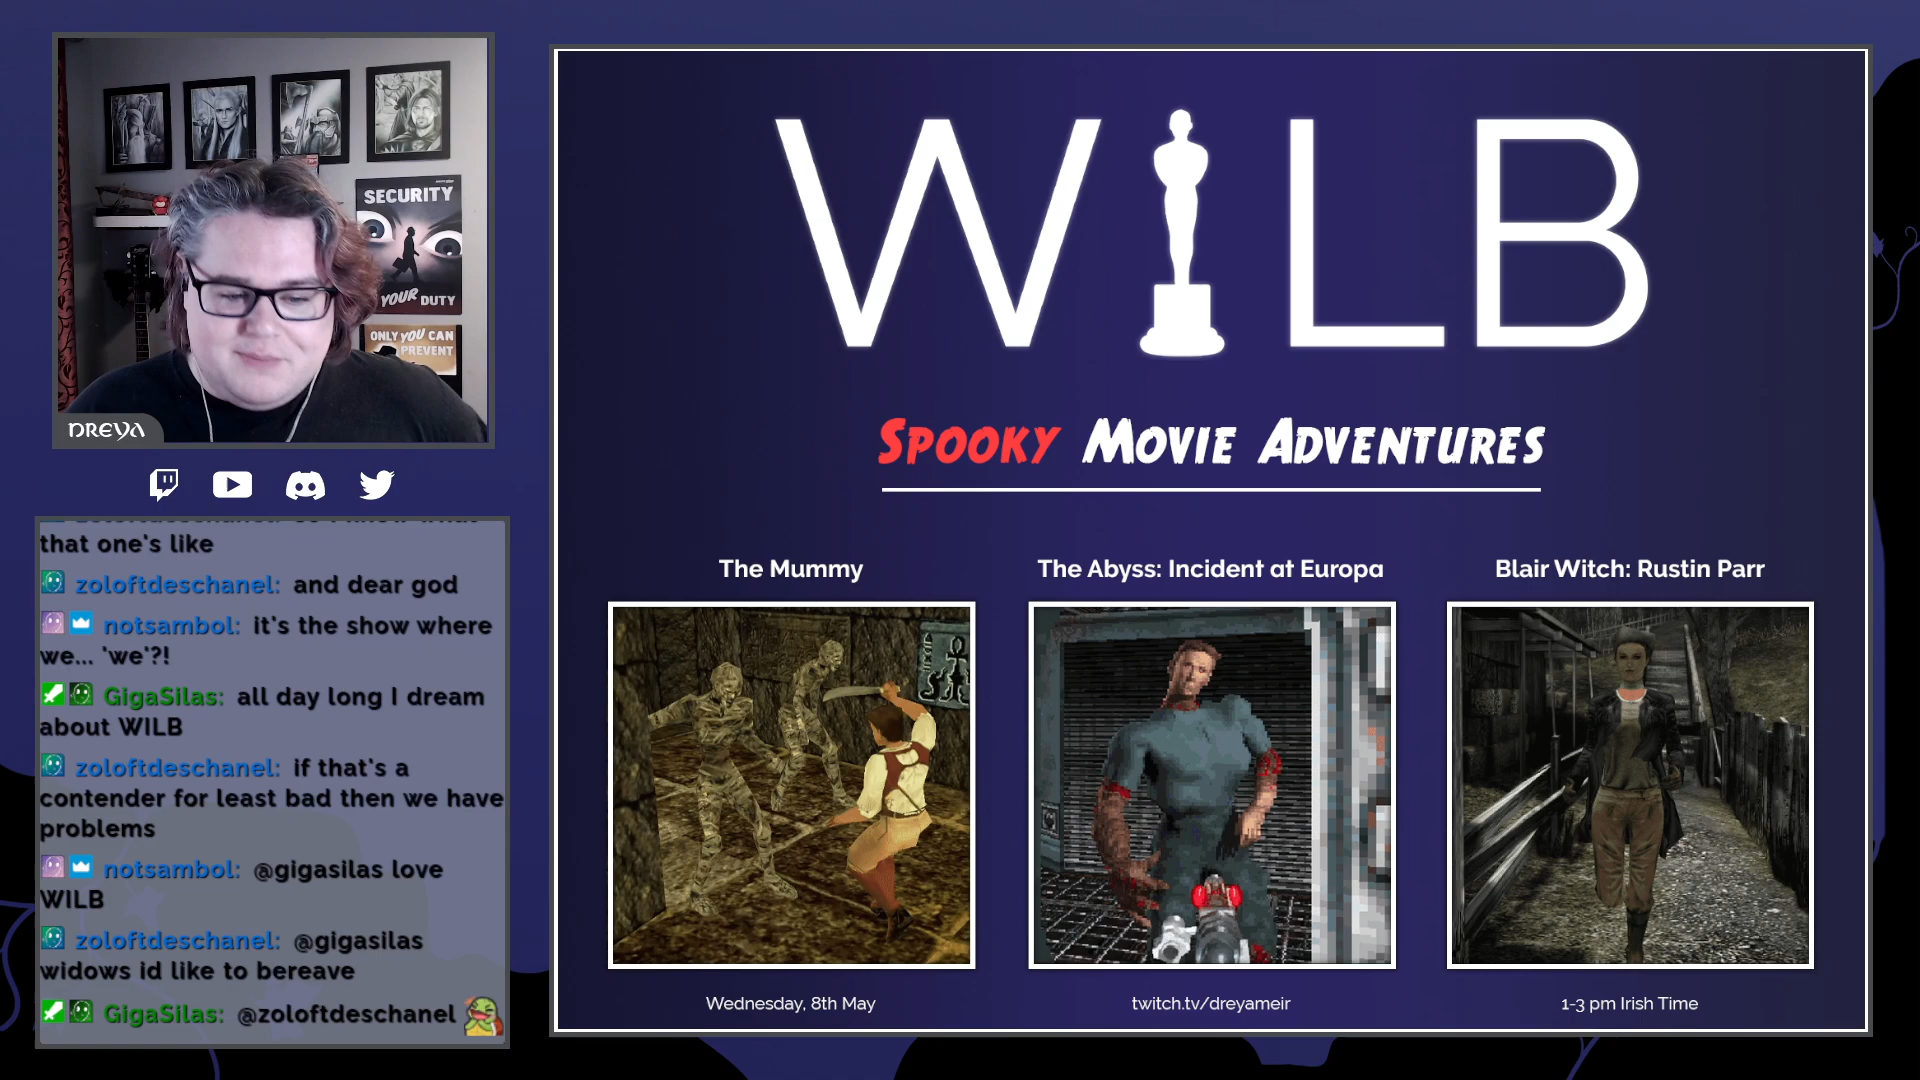 SECURITY
YOUR DUTY
ONLY YOU CAN
PREVENT
DREYA
that one's like
zoloftdeschanel: and dear god
notsambol: it's the show where
we... 'we'?!
GigaSilas: all day long I dream
about WILB
zoloftdeschanel: if that's a
contender for least bad then we have
problems
notsambol: @gigasilas love
WILB
zoloftdeschanel: @gigasilas
widows id like to bereave
GigaSilas: @zoloftdeschanel
W LB
Spooky Movie Adventures
The Mummy
The Abyss: Incident at Europa
Blair Witch: Rustin Parr
Wednesday, 8th May
twitch.tv/dreyameir
1-3 pm Irish Time